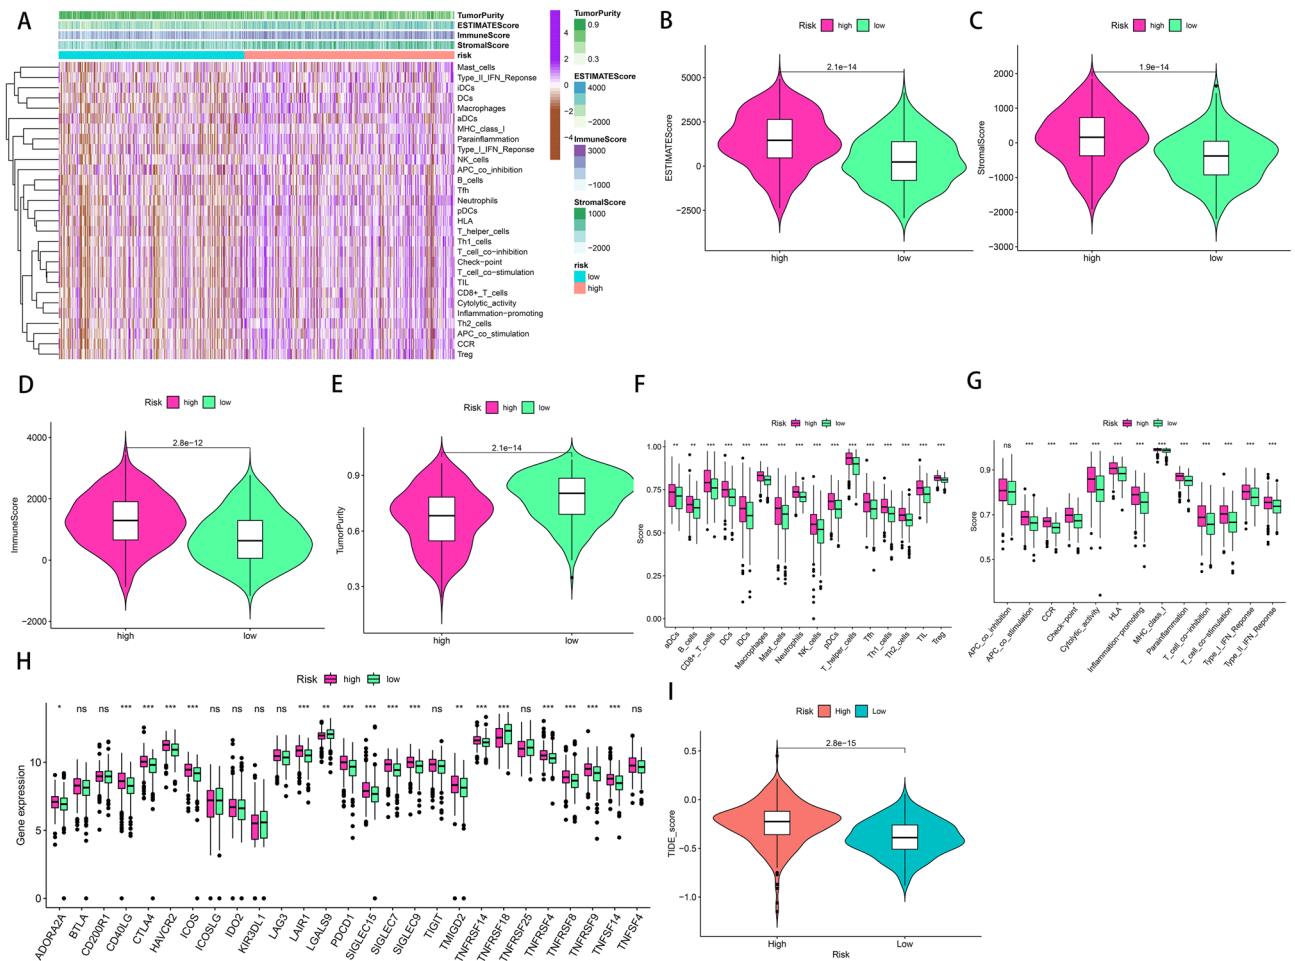 A
TumorPurity
ESTIMATEScore
ImmuneScore
StromalScore
risk
Mast_cells
Type_II_IFN_Reponse
iDCs
DCs
Macrophages
aDCs
MHC_class_I
Parainflammation
Type_I_IFN_Reponse
NK_cells
APC_co_inhibition
B_cells
Tfh
Neutrophils
pDCs
HLA
T_helper_cells
Th1_cells
T_cell_co-inhibition
Check-point
T_cell_co-stimulation
TIL
CD8+_T_cells
Cytolytic_activity
Inflammation-promoting
Th2_cells
APC_co_stimulation
CCR
Treg
4
2
0
−2
−4
TumorPurity
0.9
0.3
ESTIMATEScore
4000
−2000
ImmuneScore
3000
−1000
StromalScore
1000
−2000
risk
low
high
B
Risk high low
2.1e−14
5000
2500
0
−2500
ESTIMATEScore
high low
C
Risk high low
1.9e−14
2000
1000
0
−1000
−2000
−3000
StromalScore
high low
D
Risk high low
2.8e−12
4000
2000
0
−2000
ImmuneScore
high low
E
Risk high low
2.1e−14
0.9
0.6
0.3
TumorPurity
high low
F
Risk high low
** ** *** *** *** *** *** *** *** *** *** *** *** *** *** ***
1.00
0.75
0.50
0.25
0.00
Score
aDCs
B_cells
CD8+_T_cells
DCs
iDCs
Macrophages
Mast_cells
Neutrophils
NK_cells
pDCs
T_helper_cells
Tfh
Th1_cells
Th2_cells
TIL
Treg
G
Risk high low
ns *** *** *** *** *** *** *** *** *** *** *** ***
0.9
0.7
0.5
Score
APC_co_inhibition
APC_co_stimulation
CCR
Check−point
Cytolytic_activity
HLA
Inflammation−promoting
MHC_class_I
Parainflammation
T_cell_co−inhibition
T_cell_co−stimulation
Type_I_IFN_Reponse
Type_II_IFN_Reponse
H
Risk high low
* ns ns *** *** *** *** ns ns ns ns *** ** *** *** *** *** ns ** *** *** ns *** *** *** *** ns
10
5
0
Gene expression
ADORA2A
BTLA
CD200R1
CD40LG
CTLA4
HAVCR2
ICOS
ICOSLG
IDO2
KIR3DL1
LAG3
LAIR1
LGALS9
PDCD1
SIGLEC15
SIGLEC7
SIGLEC9
TIGIT
TMIGD2
TNFRSF14
TNFRSF18
TNFRSF25
TNFRSF4
TNFRSF8
TNFRSF9
TNFSF14
TNFSF4
I
Risk High Low
2.8e−15
0.5
0.0
−0.5
−1.0
TIDE_score
High Low
Risk